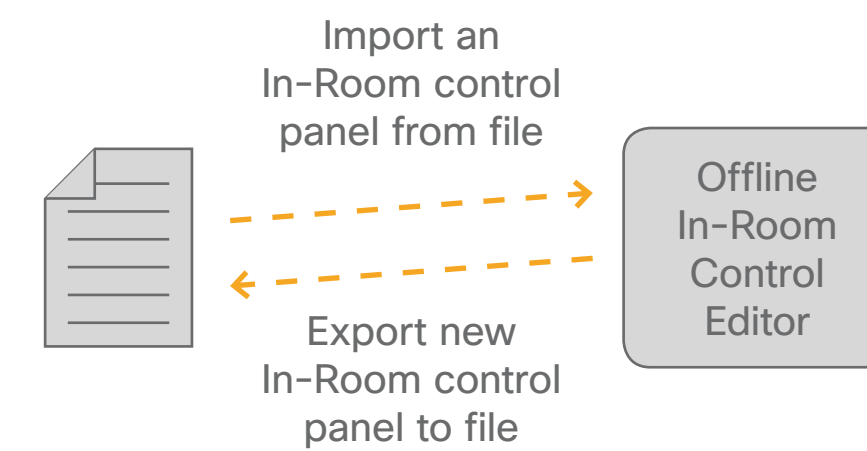 Import an
In-Room control
panel from file
Offline
In-Room
Control
Editor
Export new
In-Room control
panel to file